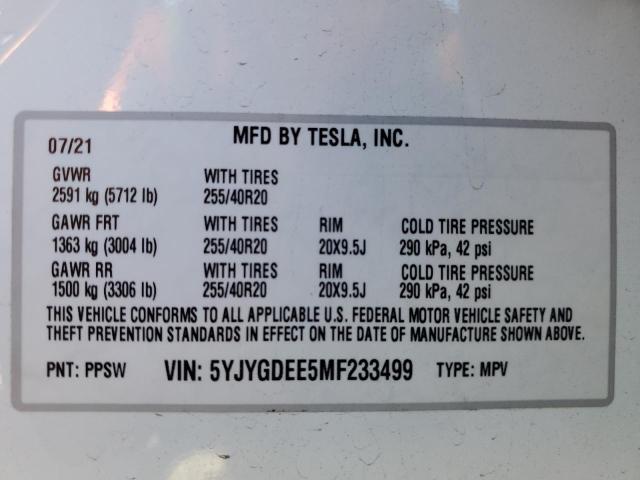 07/21 MFD BY TESLA, INC.
GVWR WITH TIRES
2591 kg (5712 lb) 255/40R20
GAWR FRT WITH TIRES RIM COLD TIRE PRESSURE
1363 kg (3004 lb) 255/40R20 20X9.5J 290 kPa, 42 psi
GAWR RR WITH TIRES RIM COLD TIRE PRESSURE
1500 kg (3306 lb) 255/40R20 20X9.5J 290 kPa, 42 psi
THIS VEHICLE CONFORMS TO ALL APPLICABLE U.S. FEDERAL MOTOR VEHICLE SAFETY AND
THEFT PREVENTION STANDARDS IN EFFECT ON THE DATE OF MANUFACTURE SHOWN ABOVE.
PNT: PPSW VIN: 5YJYGDEE5MF233499 TYPE: MPV